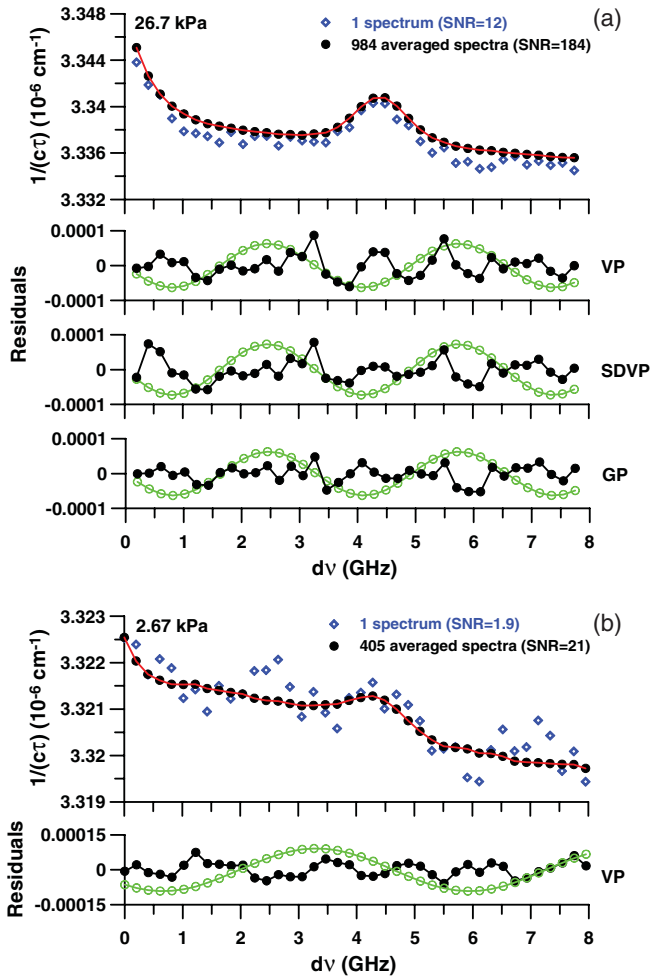 26.7 kPa
1 spectrum (SNR=12)
984 averaged spectra (SNR=184)
(a)
3.348
3.344
3.34
3.336
3.332
1/(cτ) (10⁻⁶ cm⁻¹)
0.0001
0
-0.0001
VP
0.0001
0
-0.0001
SDVP
0.0001
0
-0.0001
GP
Residuals
0 1 2 3 4 5 6 7 8
dν (GHz)
2.67 kPa
1 spectrum (SNR=1.9)
405 averaged spectra (SNR=21)
(b)
3.323
3.322
3.321
3.32
3.319
1/(cτ) (10⁻⁶ cm⁻¹)
0.00015
0
-0.00015
VP
Residuals
0 1 2 3 4 5 6 7 8
dν (GHz)